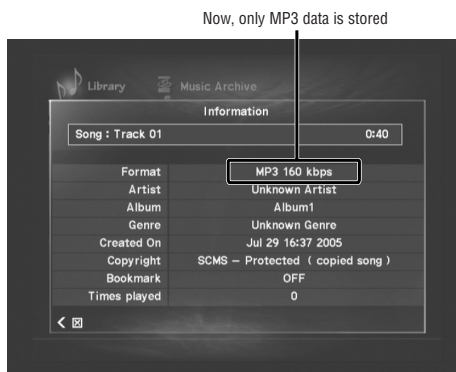 Now, only MP3 data is stored
Library Music Archive
Information
Song : Track 01 0:40
Format MP3 160 kbps
Artist Unknown Artist
Album Album1
Genre Unknown Genre
Created On Jul 29 16:37 2005
Copyright SCMS – Protected ( copied song )
Bookmark OFF
Times played 0